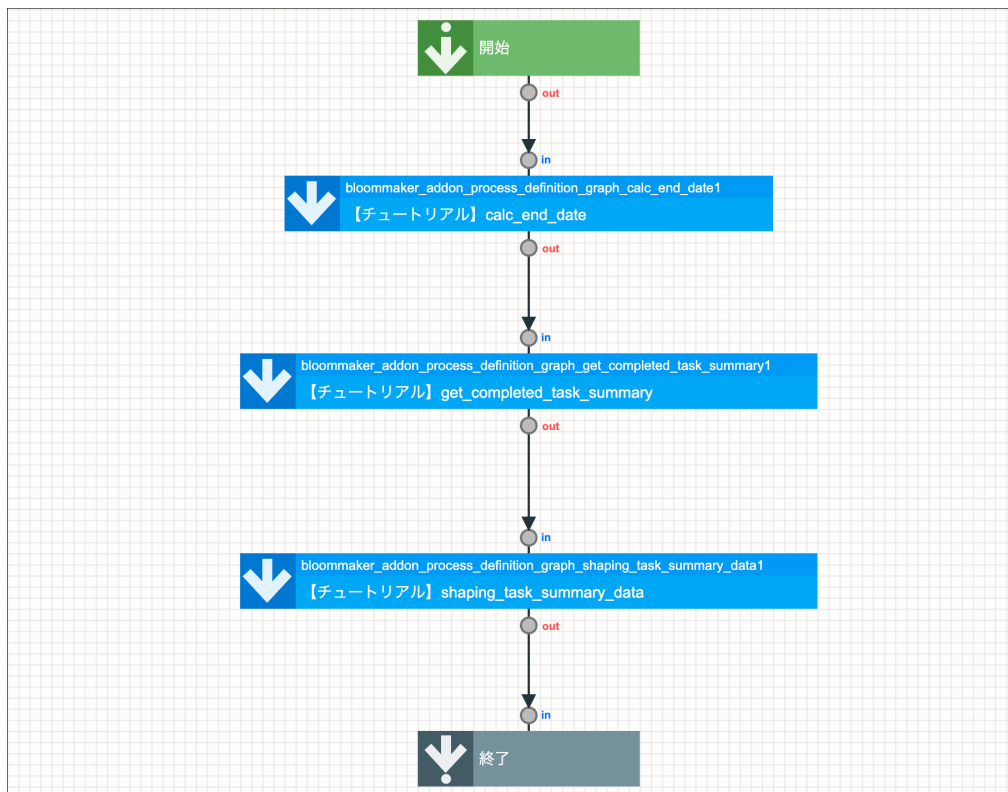 開始
out
in
bloommaker_addon_process_definition_graph_calc_end_date1
【チュートリアル】calc_end_date
out
in
bloommaker_addon_process_definition_graph_get_completed_task_summary1
【チュートリアル】get_completed_task_summary
out
in
bloommaker_addon_process_definition_graph_shaping_task_summary_data1
【チュートリアル】shaping_task_summary_data
out
in
終了